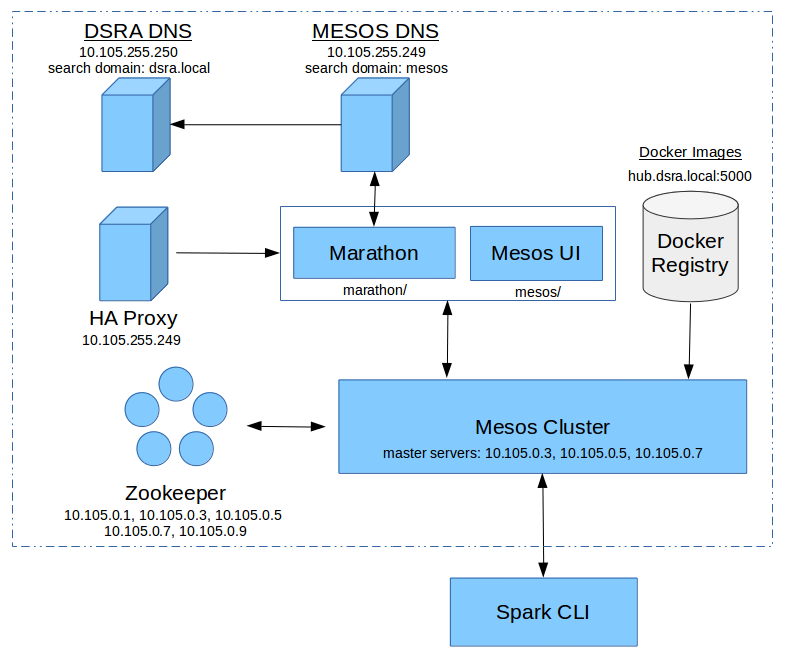 DSRA DNS
10.105.255.250
search domain: dsra.local
MESOS DNS
10.105.255.249
search domain: mesos
Docker Images
hub.dsra.local:5000
Docker
Registry
Marathon
marathon/
Mesos UI
mesos/
HA Proxy
10.105.255.249
Mesos Cluster
master servers: 10.105.0.3, 10.105.0.5, 10.105.0.7
Zookeeper
10.105.0.1, 10.105.0.3, 10.105.0.5
10.105.0.7, 10.105.0.9
Spark CLI